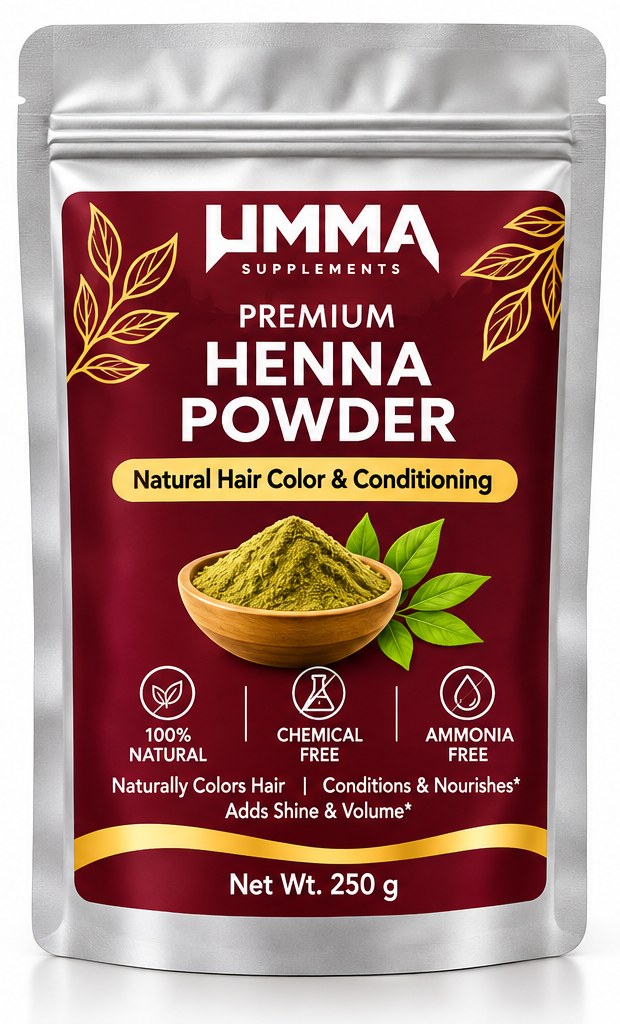 UMMA
SUPPLEMENTS
PREMIUM
HENNA
POWDER
Natural Hair Color & Conditioning
100%
NATURAL
CHEMICAL
FREE
AMMONIA
FREE
Naturally Colors Hair | Conditions & Nourishes*
Adds Shine & Volume*
Net Wt. 250 g